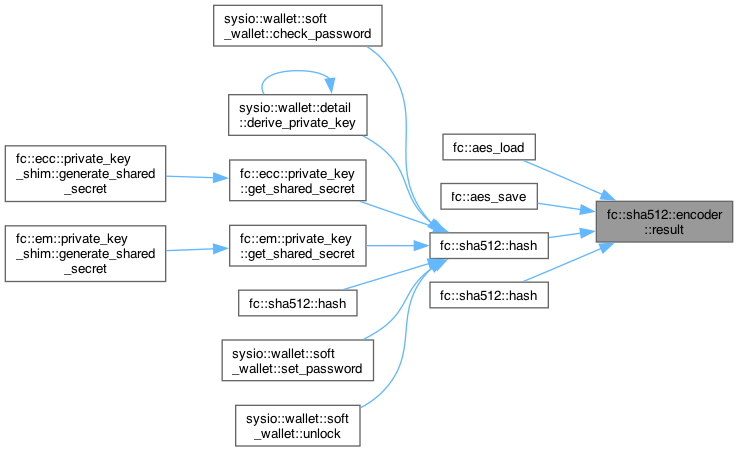 sysio::wallet::soft
_wallet::check_password
sysio::wallet::detail
::derive_private_key
fc::ecc::private_key
_shim::generate_shared
_secret
fc::ecc::private_key
::get_shared_secret
fc::em::private_key
_shim::generate_shared
_secret
fc::em::private_key
::get_shared_secret
fc::sha512::hash
sysio::wallet::soft
_wallet::set_password
sysio::wallet::soft
_wallet::unlock
fc::aes_load
fc::aes_save
fc::sha512::hash
fc::sha512::hash
fc::sha512::encoder
::result